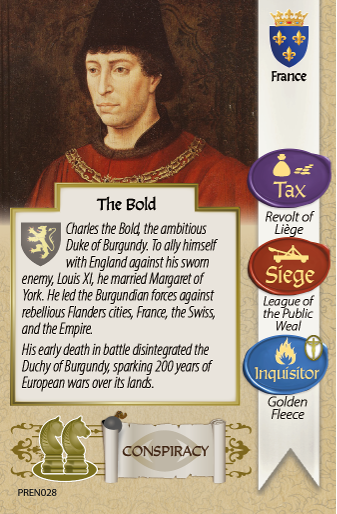 France
The Bold
Charles the Bold, the ambitious
Duke of Burgundy. To ally himself
with England against his sworn
enemy, Louis XI, he married Margaret of
York. He led the Burgundian forces against
rebellious Flanders cities, France, the Swiss,
and the Empire.
His early death in battle disintegrated the
Duchy of Burgundy, sparking 200 years of
European wars over its lands.
Tax
Revolt of
Liège
Siege
League of
the Public
Weal
Inquisitor
Golden
Fleece
CONSPIRACY
PREN028